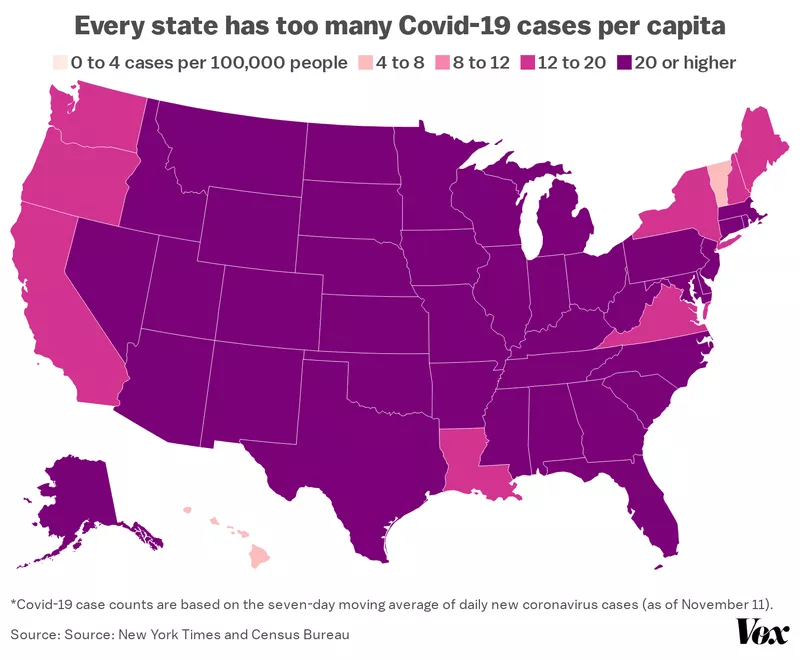 Every state has too many Covid-19 cases per capita
0 to 4 cases per 100,000 people 4 to 8 8 to 12 12 to 20 20 or higher
*Covid-19 case counts are based on the seven-day moving average of daily new coronavirus cases (as of November 11).
Source: Source: New York Times and Census Bureau
Vox